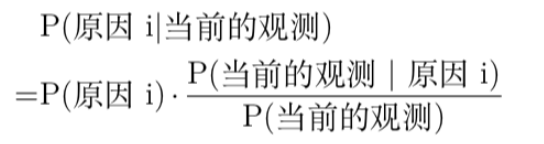 P(原因 i|当前的观测)
=P(原因 i)· P(当前的观测 | 原因 i)
P(当前的观测)